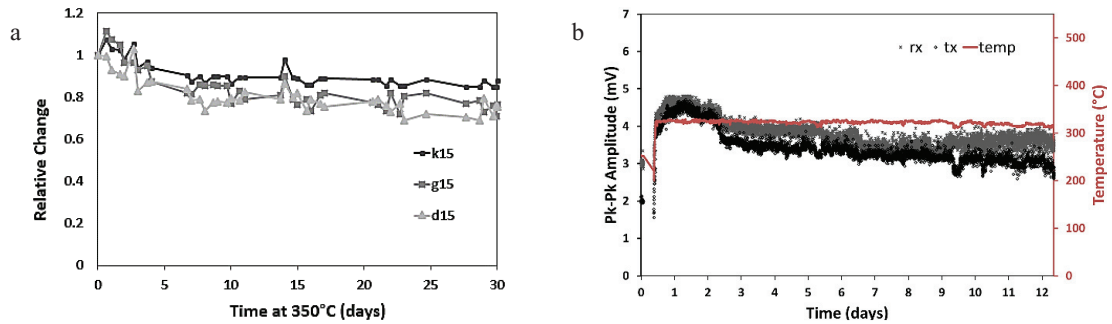 a
1.2
1
0.8
0.6
0.4
0.2
0
0 5 10 15 20 25 30
Relative Change
Time at 350°C (days)
k15
g15
d15
b
7
6
5
4
3
2
1
0
0 1 2 3 4 5 6 7 8 9 10 11 12
Pk-Pk Amplitude (mV)
Time (days)
rx tx temp
500
400
300
200
100
0
Temperature (°C)